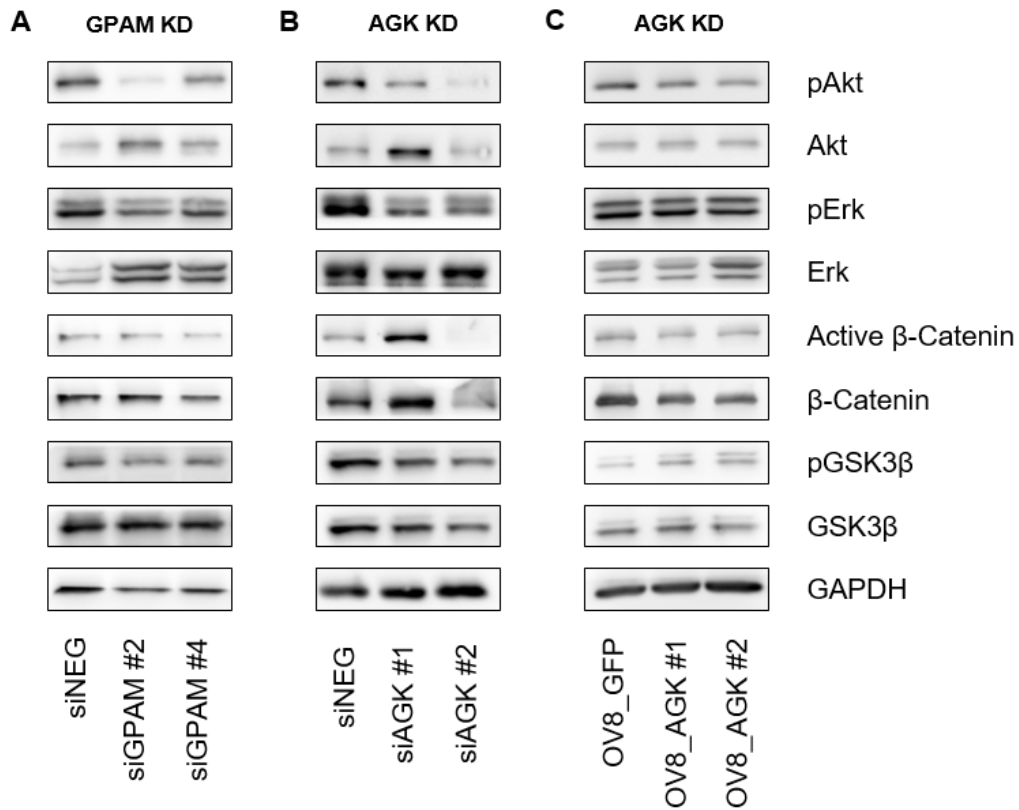 A GPAM KD B AGK KD C AGK KD
pAkt
Akt
pErk
Erk
Active β-Catenin
β-Catenin
pGSK3β
GSK3β
GAPDH
siNEG
siGPAM #2
siGPAM #4
siNEG
siAGK #1
siAGK #2
OV8_GFP
OV8_AGK #1
OV8_AGK #2